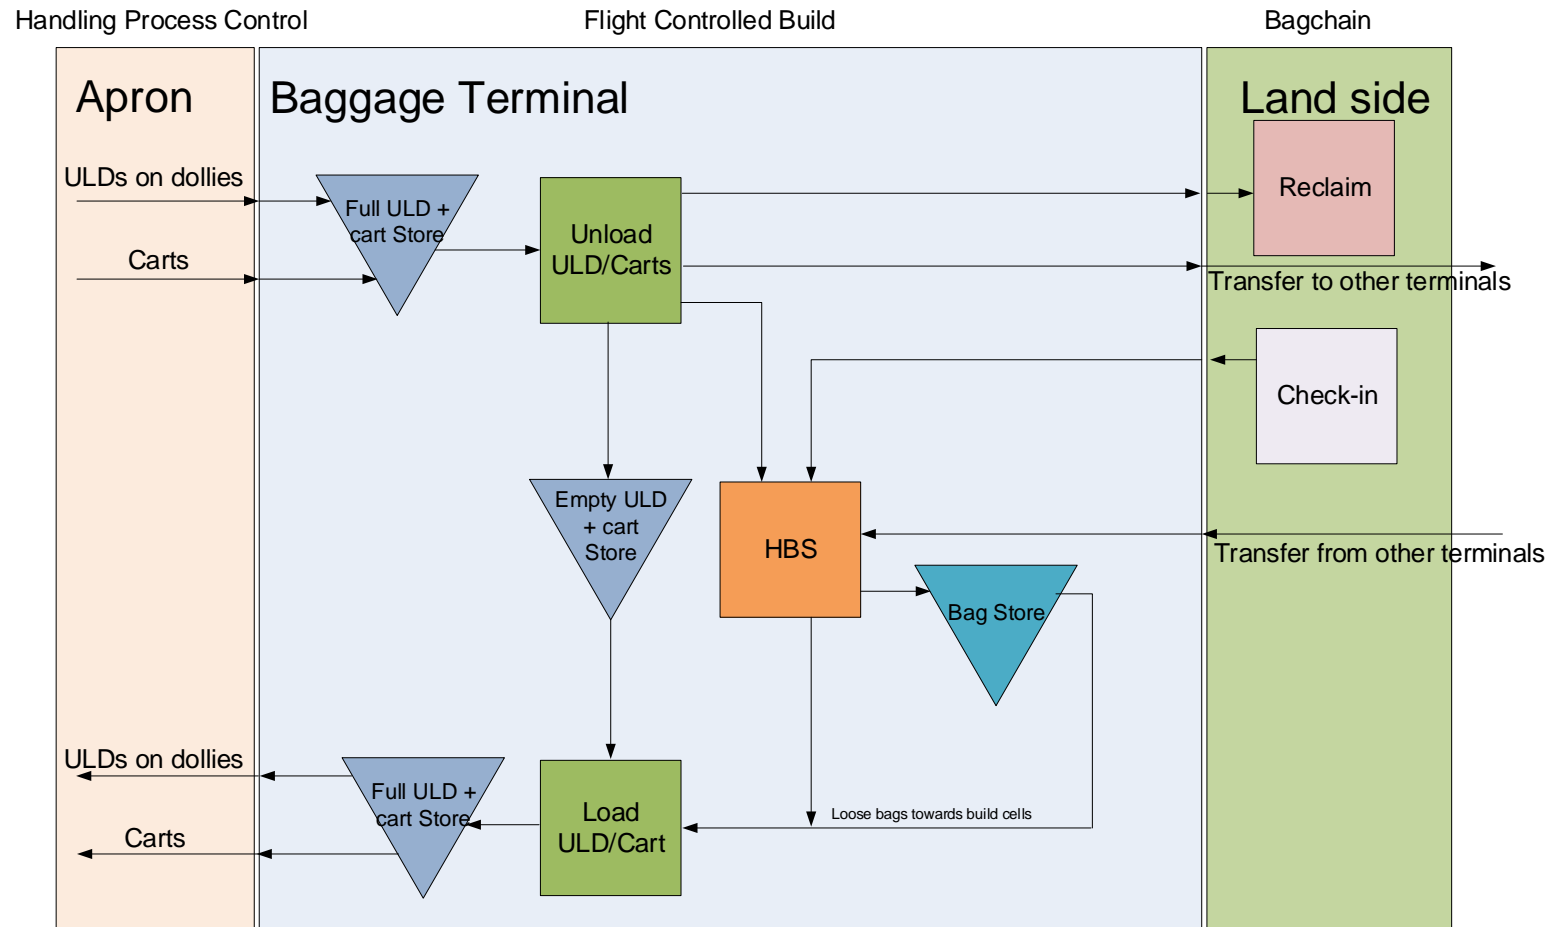 Handling Process Control
Flight Controlled Build
Bagchain
Apron
Baggage Terminal
Land side
ULDs on dollies
Full ULD +
cart Store
Unload
ULD/Carts
Reclaim
Carts
Transfer to other terminals
Check-in
Empty ULD
+ cart
Store
HBS
Transfer from other terminals
Bag Store
ULDs on dollies
Full ULD +
cart Store
Load
ULD/Cart
Loose bags towards build cells
Carts